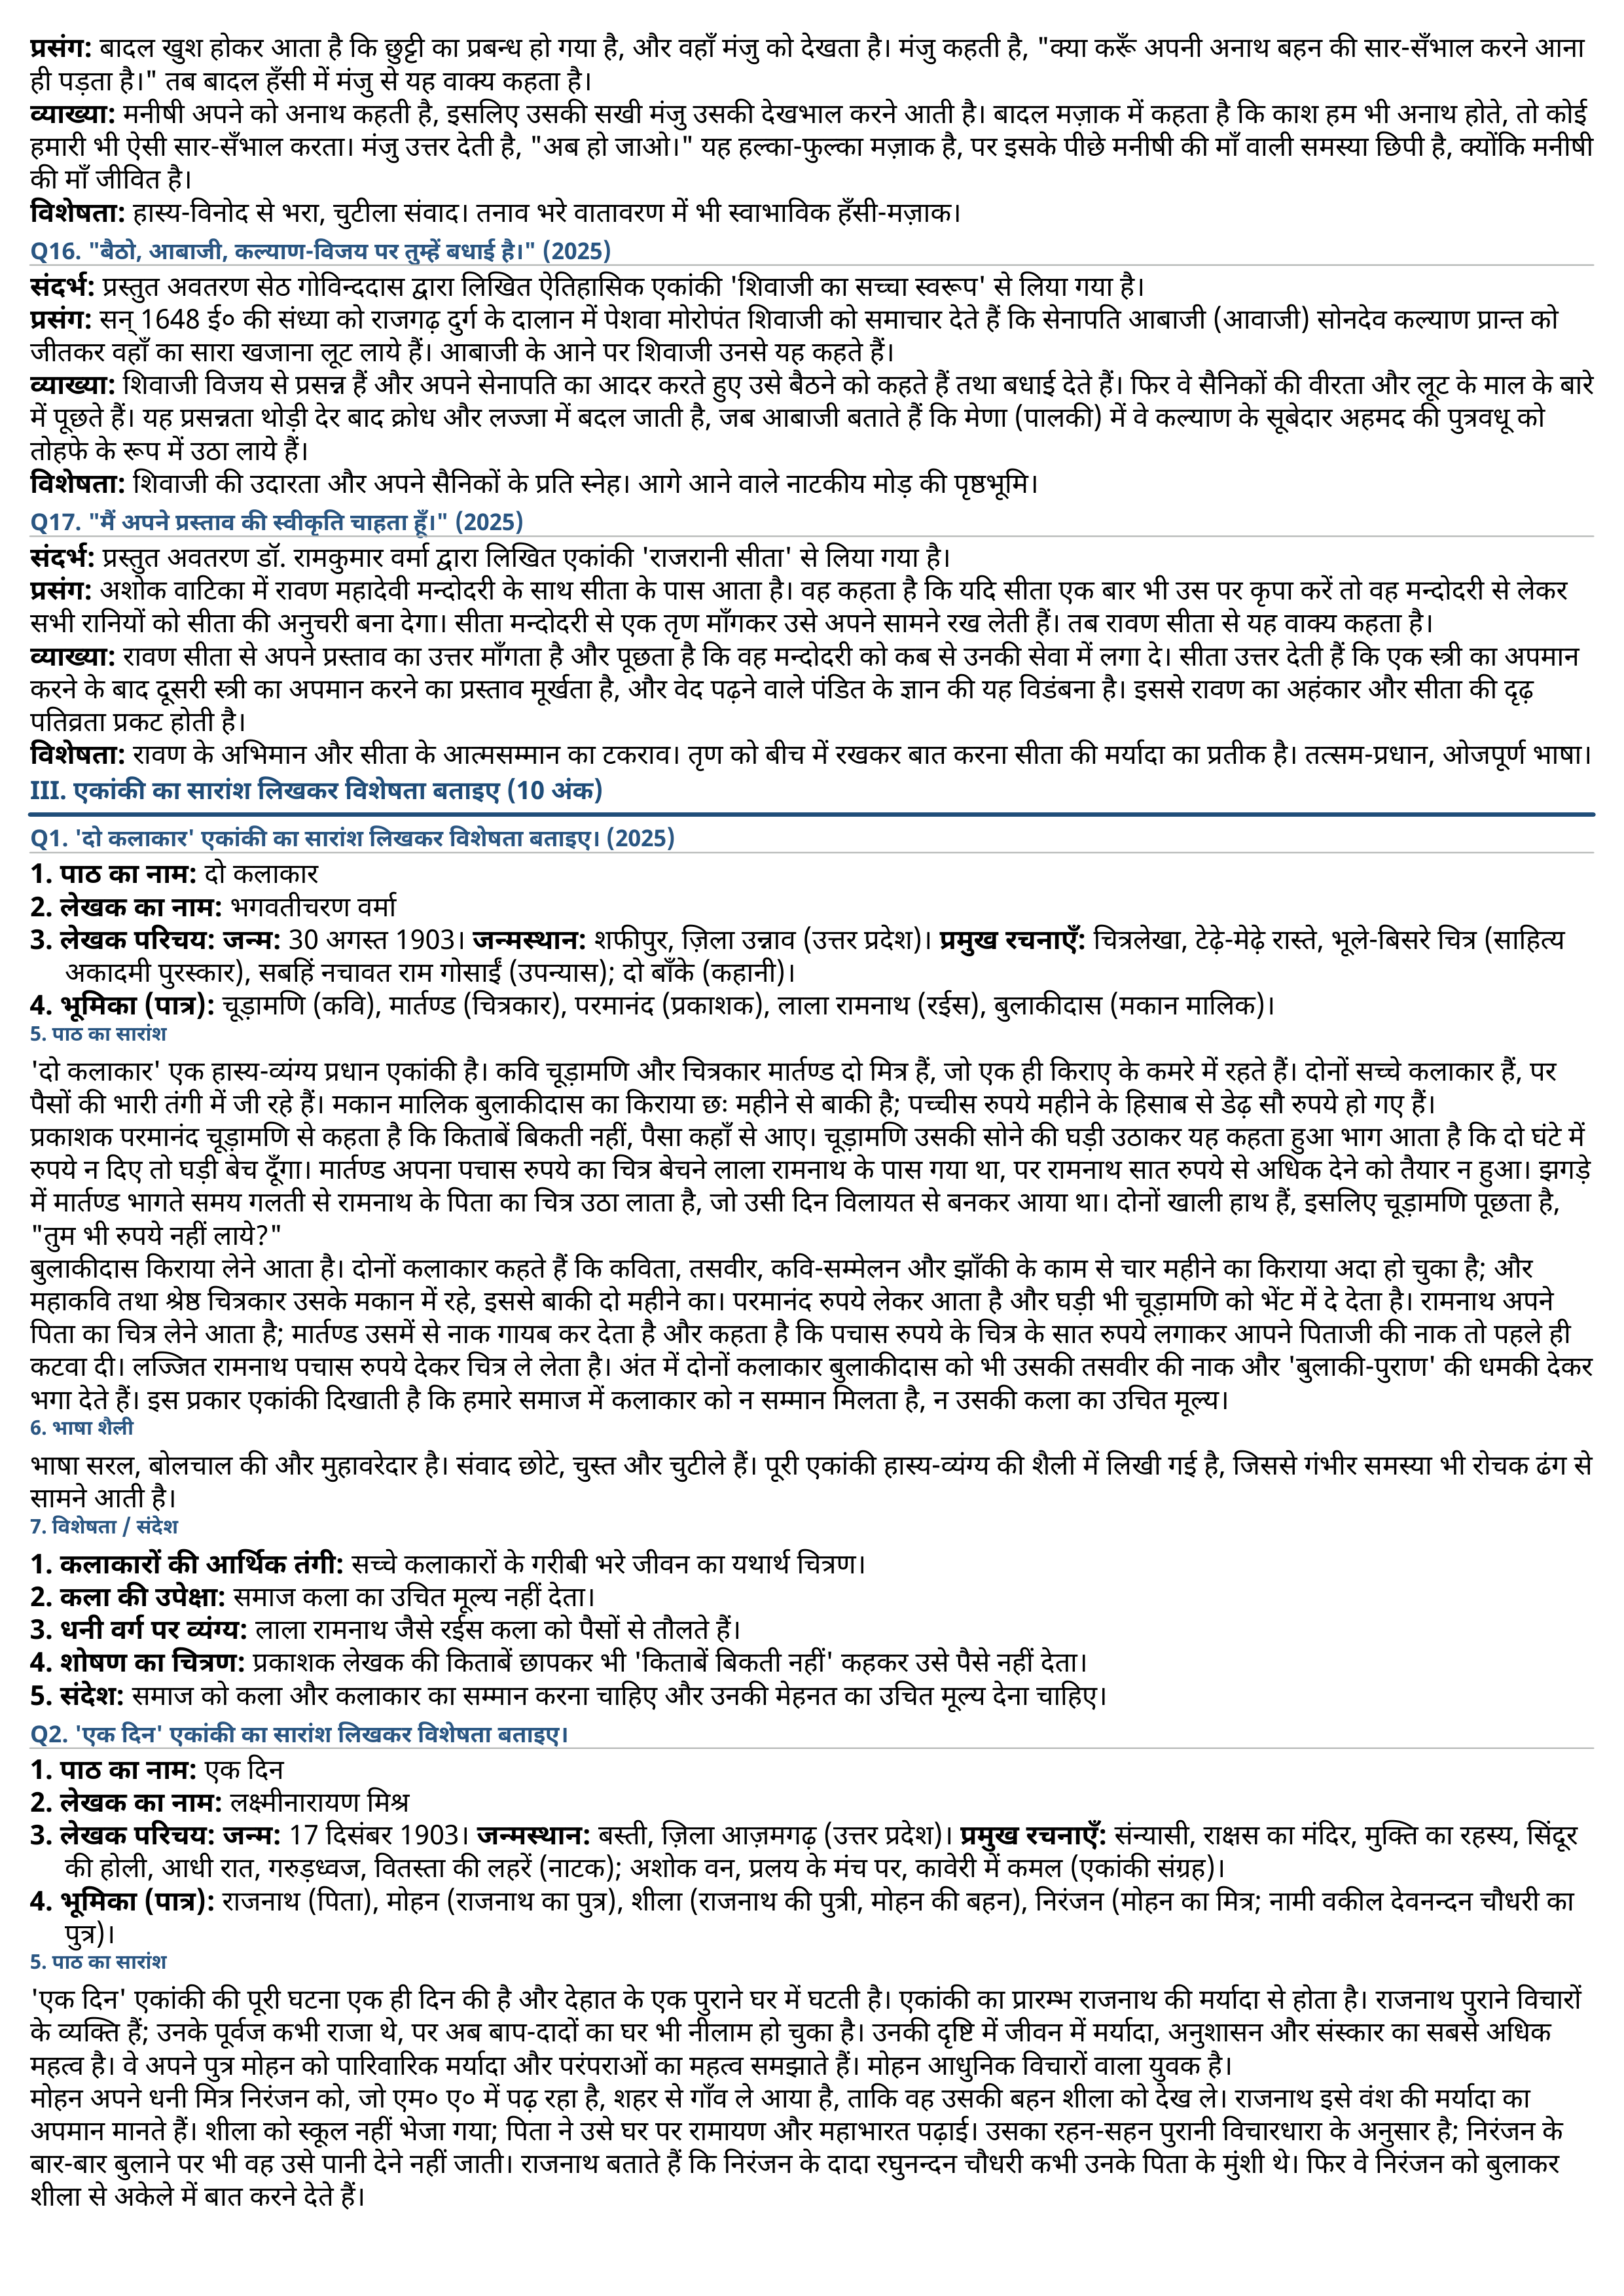 प्रसंग: बादल खुश होकर आता है कि छुट्टी का प्रबन्ध हो गया है, और वहाँ मंजु को देखता है। मंजु कहती है, "क्या करूँ अपनी अनाथ बहन की सार-सँभाल करने आना
ही पड़ता है।" तब बादल हँसी में मंजु से यह वाक्य कहता है।
व्याख्या: मनीषी अपने को अनाथ कहती है, इसलिए उसकी सखी मंजु उसकी देखभाल करने आती है। बादल मज़ाक में कहता है कि काश हम भी अनाथ होते, तो कोई
हमारी भी ऐसी सार-सँभाल करता। मंजु उत्तर देती है, "अब हो जाओ।" यह हल्का-फुल्का मज़ाक है, पर इसके पीछे मनीषी की माँ वाली समस्या छिपी है, क्योंकि मनीषी
की माँ जीवित है।
विशेषता: हास्य-विनोद से भरा, चुटीला संवाद। तनाव भरे वातावरण में भी स्वाभाविक हँसी-मज़ाक।
Q16. "बैठो, आबाजी, कल्याण-विजय पर तुम्हें बधाई है।" (2025)
संदर्भ: प्रस्तुत अवतरण सेठ गोविन्ददास द्वारा लिखित ऐतिहासिक एकांकी 'शिवाजी का सच्चा स्वरूप' से लिया गया है।
प्रसंग: सन् 1648 ई० की संध्या को राजगढ़ दुर्ग के दालान में पेशवा मोरोपंत शिवाजी को समाचार देते हैं कि सेनापति आबाजी (आवाजी) सोनदेव कल्याण प्रान्त को
जीतकर वहाँ का सारा खजाना लूट लाये हैं। आबाजी के आने पर शिवाजी उनसे यह कहते हैं।
व्याख्या: शिवाजी विजय से प्रसन्न हैं और अपने सेनापति का आदर करते हुए उसे बैठने को कहते हैं तथा बधाई देते हैं। फिर वे सैनिकों की वीरता और लूट के माल के बारे
में पूछते हैं। यह प्रसन्नता थोड़ी देर बाद क्रोध और लज्जा में बदल जाती है, जब आबाजी बताते हैं कि मेणा (पालकी) में वे कल्याण के सूबेदार अहमद की पुत्रवधू को
तोहफे के रूप में उठा लाये हैं।
विशेषता: शिवाजी की उदारता और अपने सैनिकों के प्रति स्नेह। आगे आने वाले नाटकीय मोड़ की पृष्ठभूमि।
Q17. "मैं अपने प्रस्ताव की स्वीकृति चाहता हूँ।" (2025)
संदर्भ: प्रस्तुत अवतरण डॉ. रामकुमार वर्मा द्वारा लिखित एकांकी 'राजरानी सीता' से लिया गया है।
प्रसंग: अशोक वाटिका में रावण महादेवी मन्दोदरी के साथ सीता के पास आता है। वह कहता है कि यदि सीता एक बार भी उस पर कृपा करें तो वह मन्दोदरी से लेकर
सभी रानियों को सीता की अनुचरी बना देगा। सीता मन्दोदरी से एक तृण माँगकर उसे अपने सामने रख लेती हैं। तब रावण सीता से यह वाक्य कहता है।
व्याख्या: रावण सीता से अपने प्रस्ताव का उत्तर माँगता है और पूछता है कि वह मन्दोदरी को कब से उनकी सेवा में लगा दे। सीता उत्तर देती हैं कि एक स्त्री का अपमान
करने के बाद दूसरी स्त्री का अपमान करने का प्रस्ताव मूर्खता है, और वेद पढ़ने वाले पंडित के ज्ञान की यह विडंबना है। इससे रावण का अहंकार और सीता की दृढ़
पतिव्रता प्रकट होती है।
विशेषता: रावण के अभिमान और सीता के आत्मसम्मान का टकराव। तृण को बीच में रखकर बात करना सीता की मर्यादा का प्रतीक है। तत्सम-प्रधान, ओजपूर्ण भाषा।
III. एकांकी का सारांश लिखकर विशेषता बताइए (10 अंक)
Q1. 'दो कलाकार' एकांकी का सारांश लिखकर विशेषता बताइए। (2025)
1. पाठ का नाम: दो कलाकार
2. लेखक का नाम: भगवतीचरण वर्मा
3. लेखक परिचय: जन्म: 30 अगस्त 1903। जन्मस्थान: शफीपुर, ज़िला उन्नाव (उत्तर प्रदेश)। प्रमुख रचनाएँ: चित्रलेखा, टेढ़े-मेढ़े रास्ते, भूले-बिसरे चित्र (साहित्य
अकादमी पुरस्कार), सबहिं नचावत राम गोसाईं (उपन्यास); दो बाँके (कहानी)।
4. भूमिका (पात्र): चूड़ामणि (कवि), मार्तण्ड (चित्रकार), परमानंद (प्रकाशक), लाला रामनाथ (रईस), बुलाकीदास (मकान मालिक)।
5. पाठ का सारांश
'दो कलाकार' एक हास्य-व्यंग्य प्रधान एकांकी है। कवि चूड़ामणि और चित्रकार मार्तण्ड दो मित्र हैं, जो एक ही किराए के कमरे में रहते हैं। दोनों सच्चे कलाकार हैं, पर
पैसों की भारी तंगी में जी रहे हैं। मकान मालिक बुलाकीदास का किराया छः महीने से बाकी है; पच्चीस रुपये महीने के हिसाब से डेढ़ सौ रुपये हो गए हैं।
प्रकाशक परमानंद चूड़ामणि से कहता है कि किताबें बिकती नहीं, पैसा कहाँ से आए। चूड़ामणि उसकी सोने की घड़ी उठाकर यह कहता हुआ भाग आता है कि दो घंटे में
रुपये न दिए तो घड़ी बेच दूँगा। मार्तण्ड अपना पचास रुपये का चित्र बेचने लाला रामनाथ के पास गया था, पर रामनाथ सात रुपये से अधिक देने को तैयार न हुआ। झगड़े
में मार्तण्ड भागते समय गलती से रामनाथ के पिता का चित्र उठा लाता है, जो उसी दिन विलायत से बनकर आया था। दोनों खाली हाथ हैं, इसलिए चूड़ामणि पूछता है,
"तुम भी रुपये नहीं लाये?"
बुलाकीदास किराया लेने आता है। दोनों कलाकार कहते हैं कि कविता, तसवीर, कवि-सम्मेलन और झाँकी के काम से चार महीने का किराया अदा हो चुका है; और
महाकवि तथा श्रेष्ठ चित्रकार उसके मकान में रहे, इससे बाकी दो महीने का। परमानंद रुपये लेकर आता है और घड़ी भी चूड़ामणि को भेंट में दे देता है। रामनाथ अपने
पिता का चित्र लेने आता है; मार्तण्ड उसमें से नाक गायब कर देता है और कहता है कि पचास रुपये के चित्र के सात रुपये लगाकर आपने पिताजी की नाक तो पहले ही
कटवा दी। लज्जित रामनाथ पचास रुपये देकर चित्र ले लेता है। अंत में दोनों कलाकार बुलाकीदास को भी उसकी तसवीर की नाक और 'बुलाकी-पुराण' की धमकी देकर
भगा देते हैं। इस प्रकार एकांकी दिखाती है कि हमारे समाज में कलाकार को न सम्मान मिलता है, न उसकी कला का उचित मूल्य।
6. भाषा शैली
भाषा सरल, बोलचाल की और मुहावरेदार है। संवाद छोटे, चुस्त और चुटीले हैं। पूरी एकांकी हास्य-व्यंग्य की शैली में लिखी गई है, जिससे गंभीर समस्या भी रोचक ढंग से
सामने आती है।
7. विशेषता / संदेश
1. कलाकारों की आर्थिक तंगी: सच्चे कलाकारों के गरीबी भरे जीवन का यथार्थ चित्रण।
2. कला की उपेक्षा: समाज कला का उचित मूल्य नहीं देता।
3. धनी वर्ग पर व्यंग्य: लाला रामनाथ जैसे रईस कला को पैसों से तौलते हैं।
4. शोषण का चित्रण: प्रकाशक लेखक की किताबें छापकर भी 'किताबें बिकती नहीं' कहकर उसे पैसे नहीं देता।
5. संदेश: समाज को कला और कलाकार का सम्मान करना चाहिए और उनकी मेहनत का उचित मूल्य देना चाहिए।
Q2. 'एक दिन' एकांकी का सारांश लिखकर विशेषता बताइए।
1. पाठ का नाम: एक दिन
2. लेखक का नाम: लक्ष्मीनारायण मिश्र
3. लेखक परिचय: जन्म: 17 दिसंबर 1903। जन्मस्थान: बस्ती, ज़िला आज़मगढ़ (उत्तर प्रदेश)। प्रमुख रचनाएँ: संन्यासी, राक्षस का मंदिर, मुक्ति का रहस्य, सिंदूर
की होली, आधी रात, गरुड़ध्वज, वितस्ता की लहरें (नाटक); अशोक वन, प्रलय के मंच पर, कावेरी में कमल (एकांकी संग्रह)।
4. भूमिका (पात्र): राजनाथ (पिता), मोहन (राजनाथ का पुत्र), शीला (राजनाथ की पुत्री, मोहन की बहन), निरंजन (मोहन का मित्र; नामी वकील देवनन्दन चौधरी का
पुत्र)।
5. पाठ का सारांश
'एक दिन' एकांकी की पूरी घटना एक ही दिन की है और देहात के एक पुराने घर में घटती है। एकांकी का प्रारम्भ राजनाथ की मर्यादा से होता है। राजनाथ पुराने विचारों
के व्यक्ति हैं; उनके पूर्वज कभी राजा थे, पर अब बाप-दादों का घर भी नीलाम हो चुका है। उनकी दृष्टि में जीवन में मर्यादा, अनुशासन और संस्कार का सबसे अधिक
महत्व है। वे अपने पुत्र मोहन को पारिवारिक मर्यादा और परंपराओं का महत्व समझाते हैं। मोहन आधुनिक विचारों वाला युवक है।
मोहन अपने धनी मित्र निरंजन को, जो एम० ए० में पढ़ रहा है, शहर से गाँव ले आया है, ताकि वह उसकी बहन शीला को देख ले। राजनाथ इसे वंश की मर्यादा का
अपमान मानते हैं। शीला को स्कूल नहीं भेजा गया; पिता ने उसे घर पर रामायण और महाभारत पढ़ाई। उसका रहन-सहन पुरानी विचारधारा के अनुसार है; निरंजन के
बार-बार बुलाने पर भी वह उसे पानी देने नहीं जाती। राजनाथ बताते हैं कि निरंजन के दादा रघुनन्दन चौधरी कभी उनके पिता के मुंशी थे। फिर वे निरंजन को बुलाकर
शीला से अकेले में बात करने देते हैं।